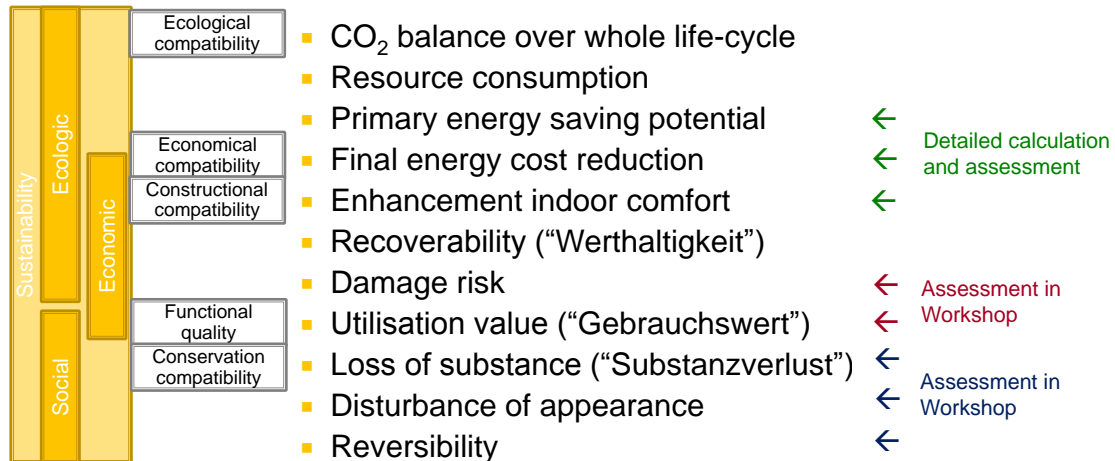 Sustainability
Ecologic
Economic
Social
Ecological
compatibility
Economical
compatibility
Constructional
compatibility
Functional
quality
Conservation
compatibility
CO₂ balance over whole life-cycle
Resource consumption
Primary energy saving potential
Final energy cost reduction
Enhancement indoor comfort
Recoverability (“Werthaltigkeit”)
Damage risk
Utilisation value (“Gebrauchswert”)
Loss of substance (“Substanzverlust”)
Disturbance of appearance
Reversibility
Detailed calculation
and assessment
Assessment in
Workshop
Assessment in
Workshop